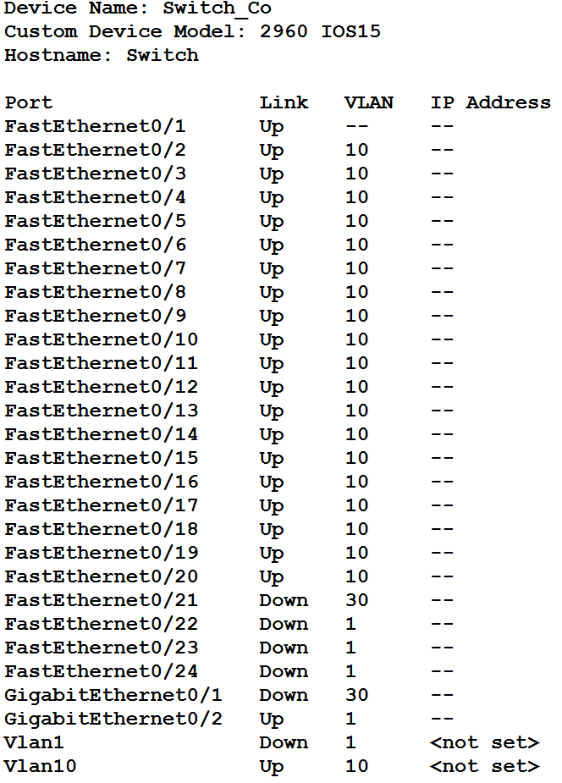 Device Name: Switch_Co
Custom Device Model: 2960 IOS15
Hostname: Switch

Port Link VLAN IP Address
FastEthernet0/1 Up -- --
FastEthernet0/2 Up 10 --
FastEthernet0/3 Up 10 --
FastEthernet0/4 Up 10 --
FastEthernet0/5 Up 10 --
FastEthernet0/6 Up 10 --
FastEthernet0/7 Up 10 --
FastEthernet0/8 Up 10 --
FastEthernet0/9 Up 10 --
FastEthernet0/10 Up 10 --
FastEthernet0/11 Up 10 --
FastEthernet0/12 Up 10 --
FastEthernet0/13 Up 10 --
FastEthernet0/14 Up 10 --
FastEthernet0/15 Up 10 --
FastEthernet0/16 Up 10 --
FastEthernet0/17 Up 10 --
FastEthernet0/18 Up 10 --
FastEthernet0/19 Up 10 --
FastEthernet0/20 Up 10 --
FastEthernet0/21 Down 30 --
FastEthernet0/22 Down 1 --
FastEthernet0/23 Down 1 --
FastEthernet0/24 Down 1 --
GigabitEthernet0/1 Down 30 --
GigabitEthernet0/2 Up 1 --
Vlan1 Down 1 <not set>
Vlan10 Up 10 <not set>